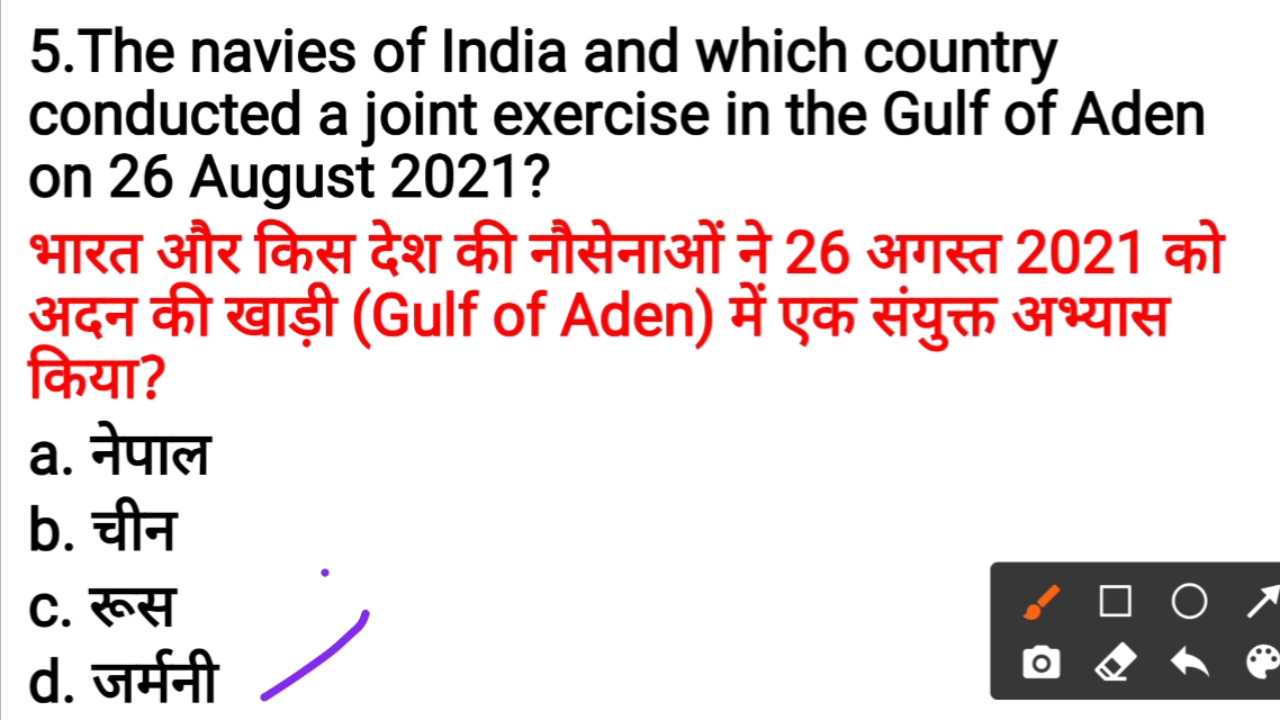 5.The navies of India and which country
conducted a joint exercise in the Gulf of Aden
on 26 August 2021?
भारत और किस देश की नौसेनाओं ने 26 अगस्त 2021 को
अदन की खाड़ी (Gulf of Aden) में एक संयुक्त अभ्यास
किया?
a. नेपाल
b. चीन
c. रूस
d. जर्मनी